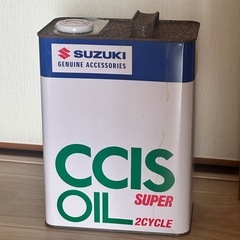 SUZUKI
GENUINE ACCESSORIES
CCIS
SUPER
OIL
2CYCLE